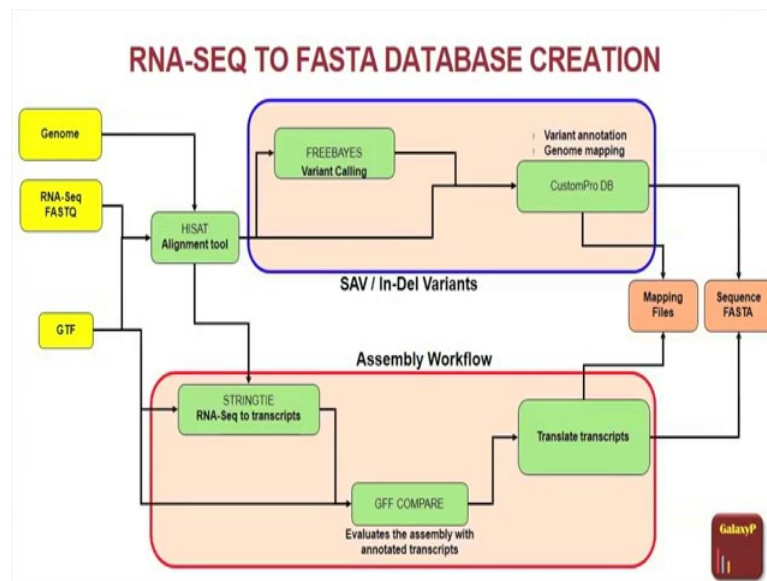 RNA-SEQ TO FASTA DATABASE CREATION
Genome
RNA-Seq
FASTQ
GTF
HISAT
Alignment tool
FREEBAYES
Variant Calling
! Variant annotation
! Genome mapping
CustomPro DB
SAV / In-Del Variants
Mapping
Files
Sequence
FASTA
Assembly Workflow
STRINGTIE
RNA-Seq to transcripts
Translate transcripts
GFF COMPARE
Evaluates the assembly with
annotated transcripts
GalaxyP